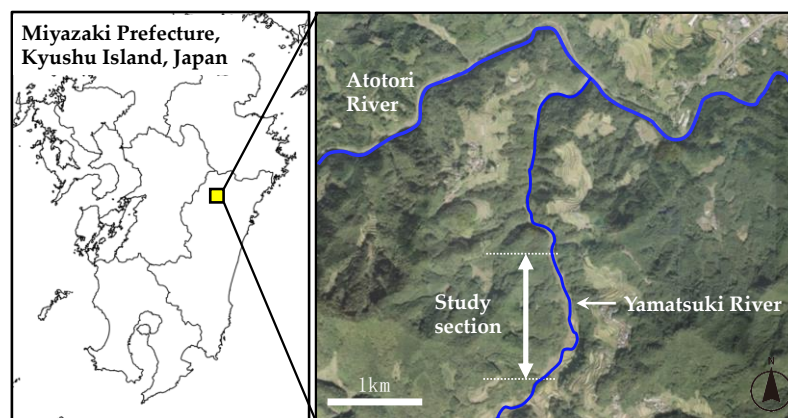 Miyazaki Prefecture,
Kyushu Island, Japan
Atotori
River
Study
section
Yamatsuki River
1km
N